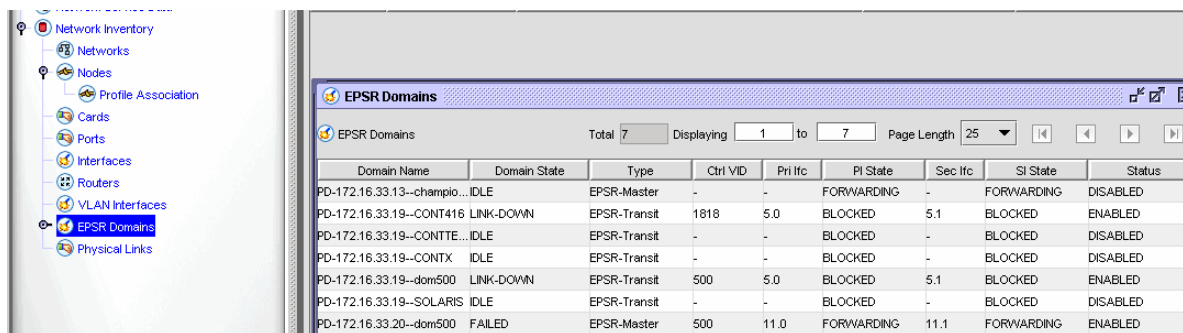 Network Inventory
Networks
Nodes
Profile Association
Cards
Ports
Interfaces
Routers
VLAN Interfaces
EPSR Domains
Physical Links
EPSR Domains
EPSR Domains Total 7 Displaying 1 to 7 Page Length 25
Domain Name Domain State Type Ctrl VID Pri Ifc PI State Sec Ifc SI State Status
PD-172.16.33.13--champio... IDLE EPSR-Master - - FORWARDING - FORWARDING DISABLED
PD-172.16.33.19--CONT416 LINK-DOWN EPSR-Transit 1818 5.0 BLOCKED 5.1 BLOCKED ENABLED
PD-172.16.33.19--CONTTE... IDLE EPSR-Transit - - BLOCKED - BLOCKED DISABLED
PD-172.16.33.19--CONTX IDLE EPSR-Transit - - BLOCKED - BLOCKED DISABLED
PD-172.16.33.19--dom500 LINK-DOWN EPSR-Transit 500 5.0 BLOCKED 5.1 BLOCKED ENABLED
PD-172.16.33.19--SOLARIS IDLE EPSR-Transit - - BLOCKED - BLOCKED DISABLED
PD-172.16.33.20--dom500 FAILED EPSR-Master 500 11.0 FORWARDING 11.1 FORWARDING ENABLED